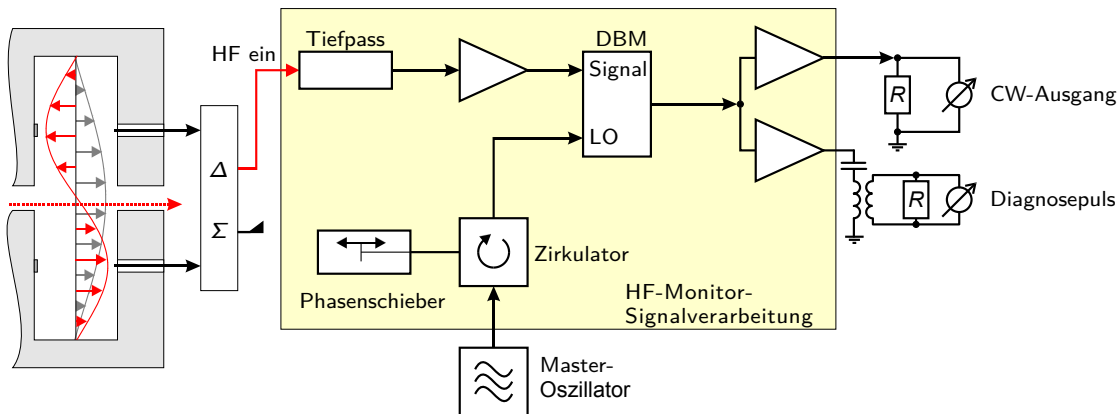 HF ein
Tiefpass
DBM
Signal
LO
R
CW-Ausgang
Δ
Σ
R
Diagnosepuls
Zirkulator
Phasenschieber
HF-Monitor-
Signalverarbeitung
Master-
Oszillator